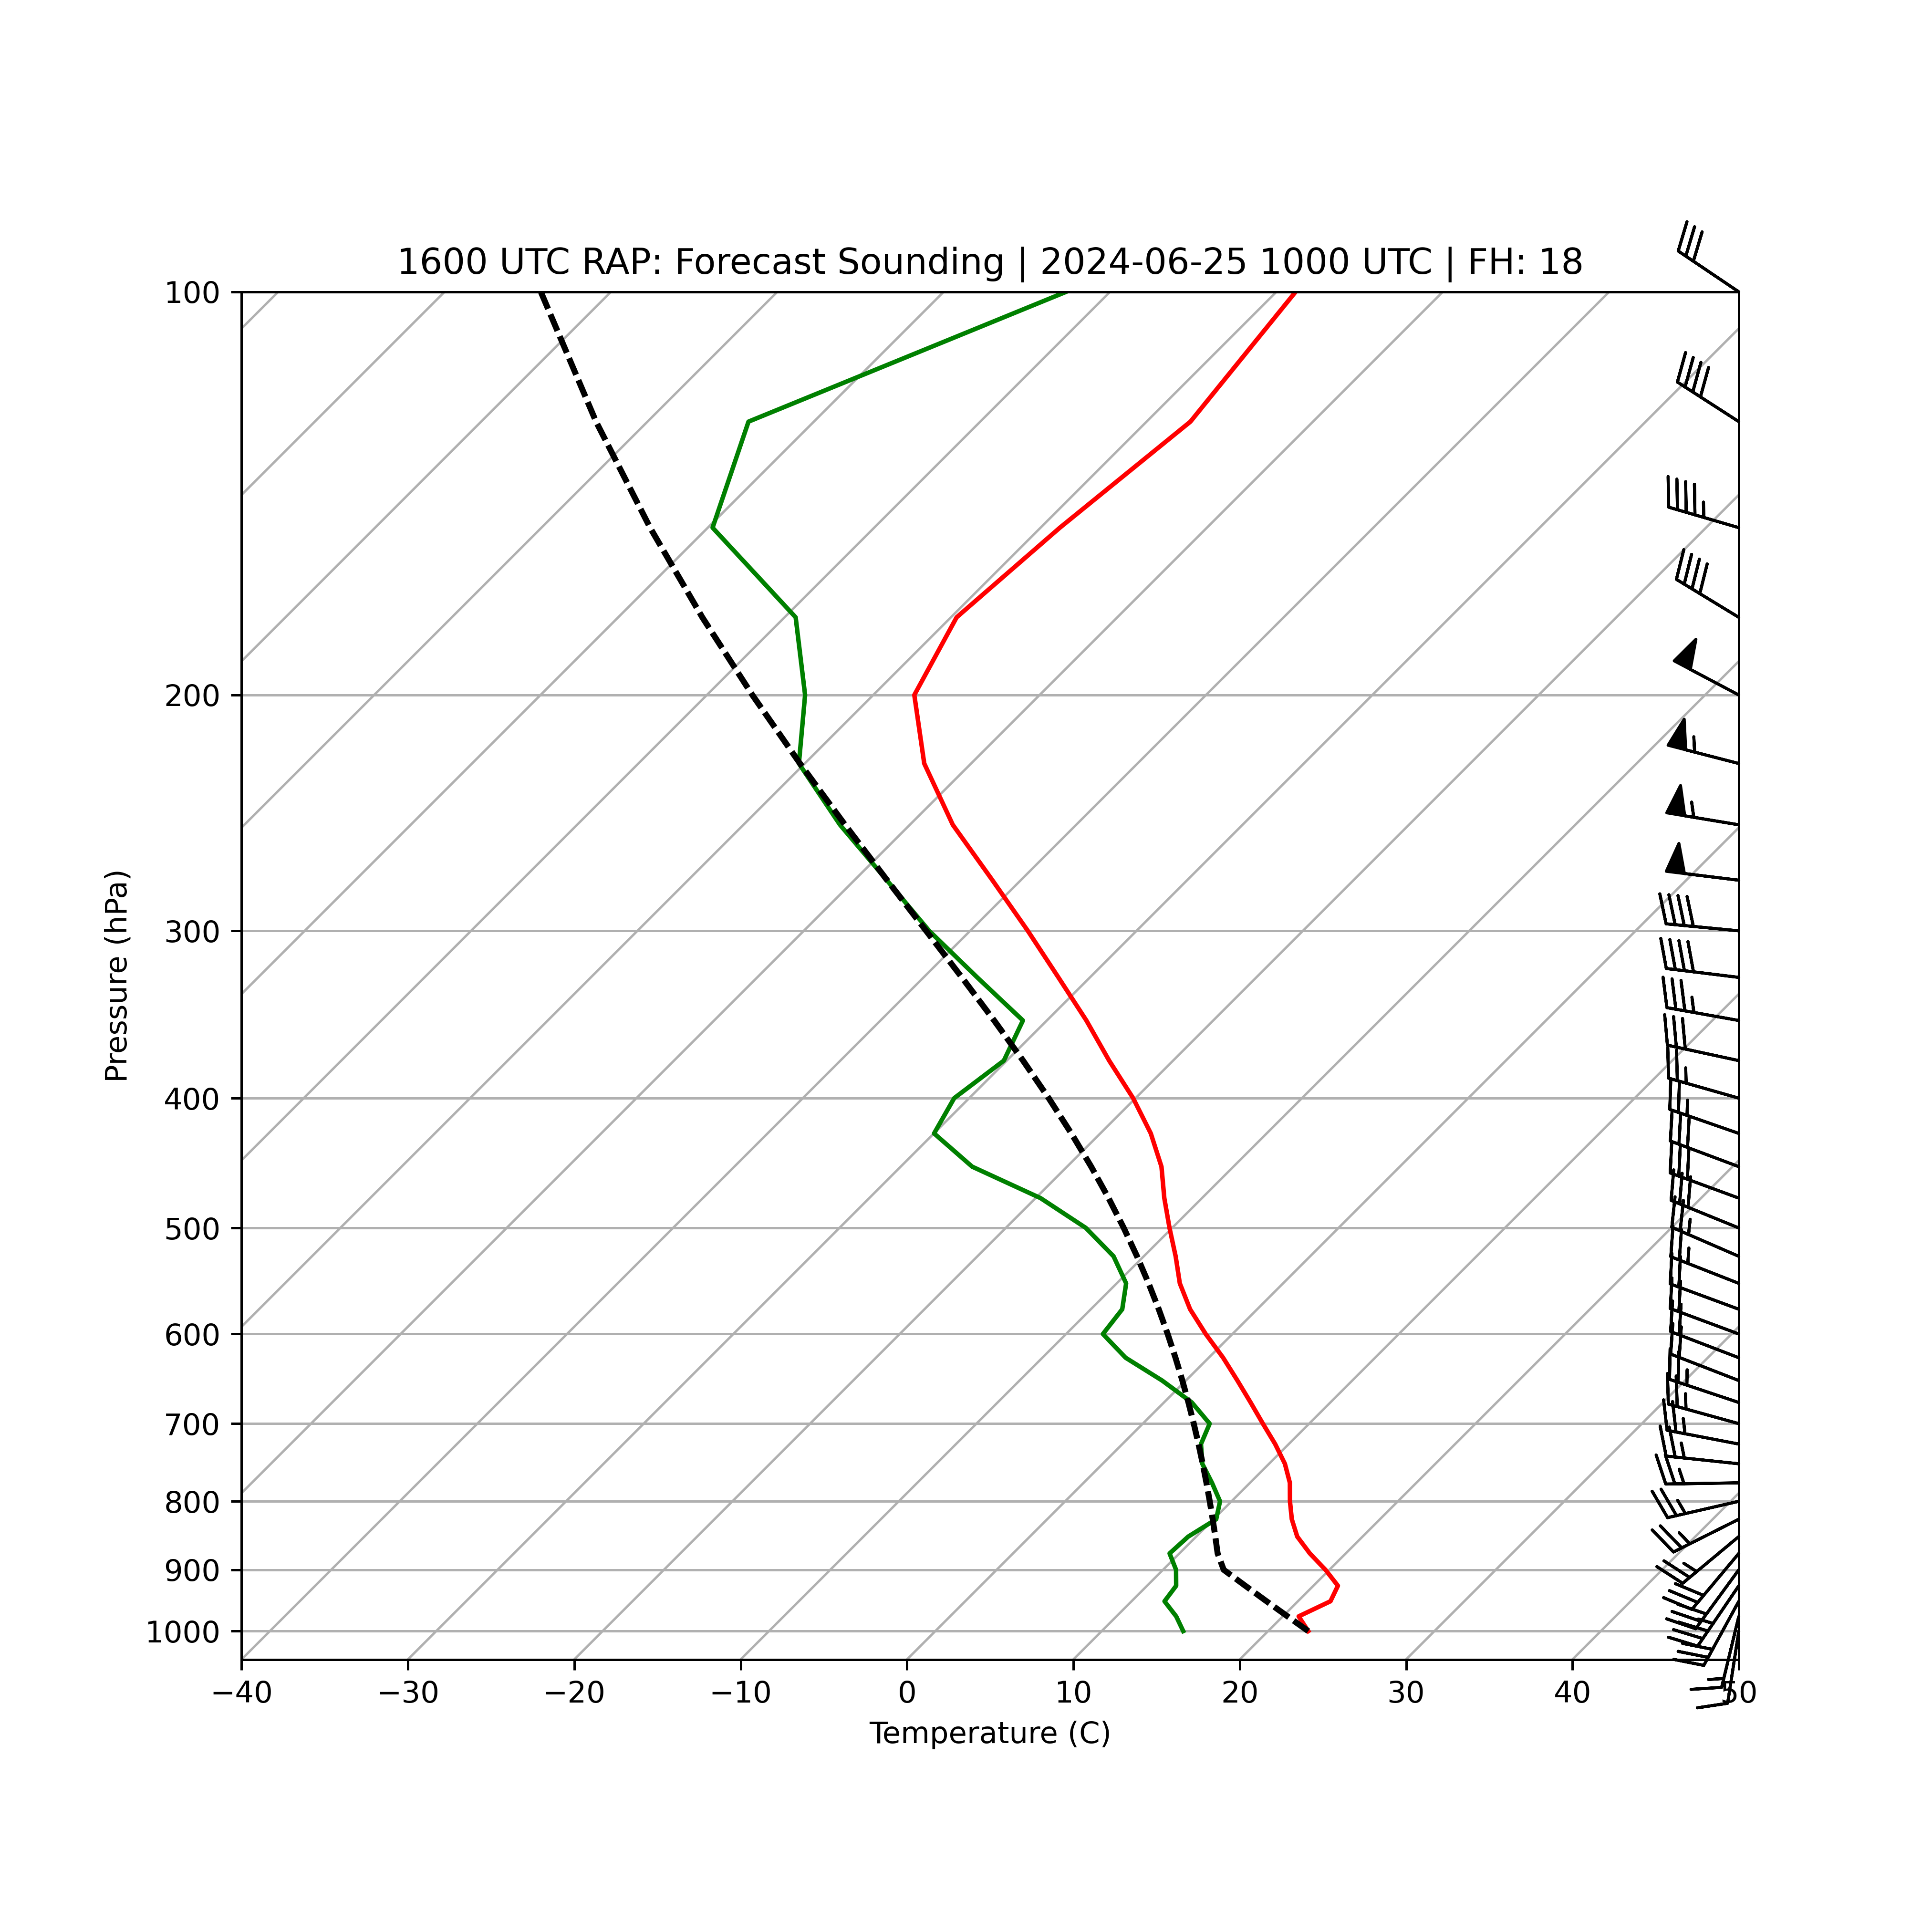 1600 UTC RAP: Forecast Sounding | 2024-06-25 1000 UTC | FH: 18
100
200
300
400
500
600
700
800
900
1000
Pressure (hPa)
−40 −30 −20 −10 0 10 20 30 40 50
Temperature (C)